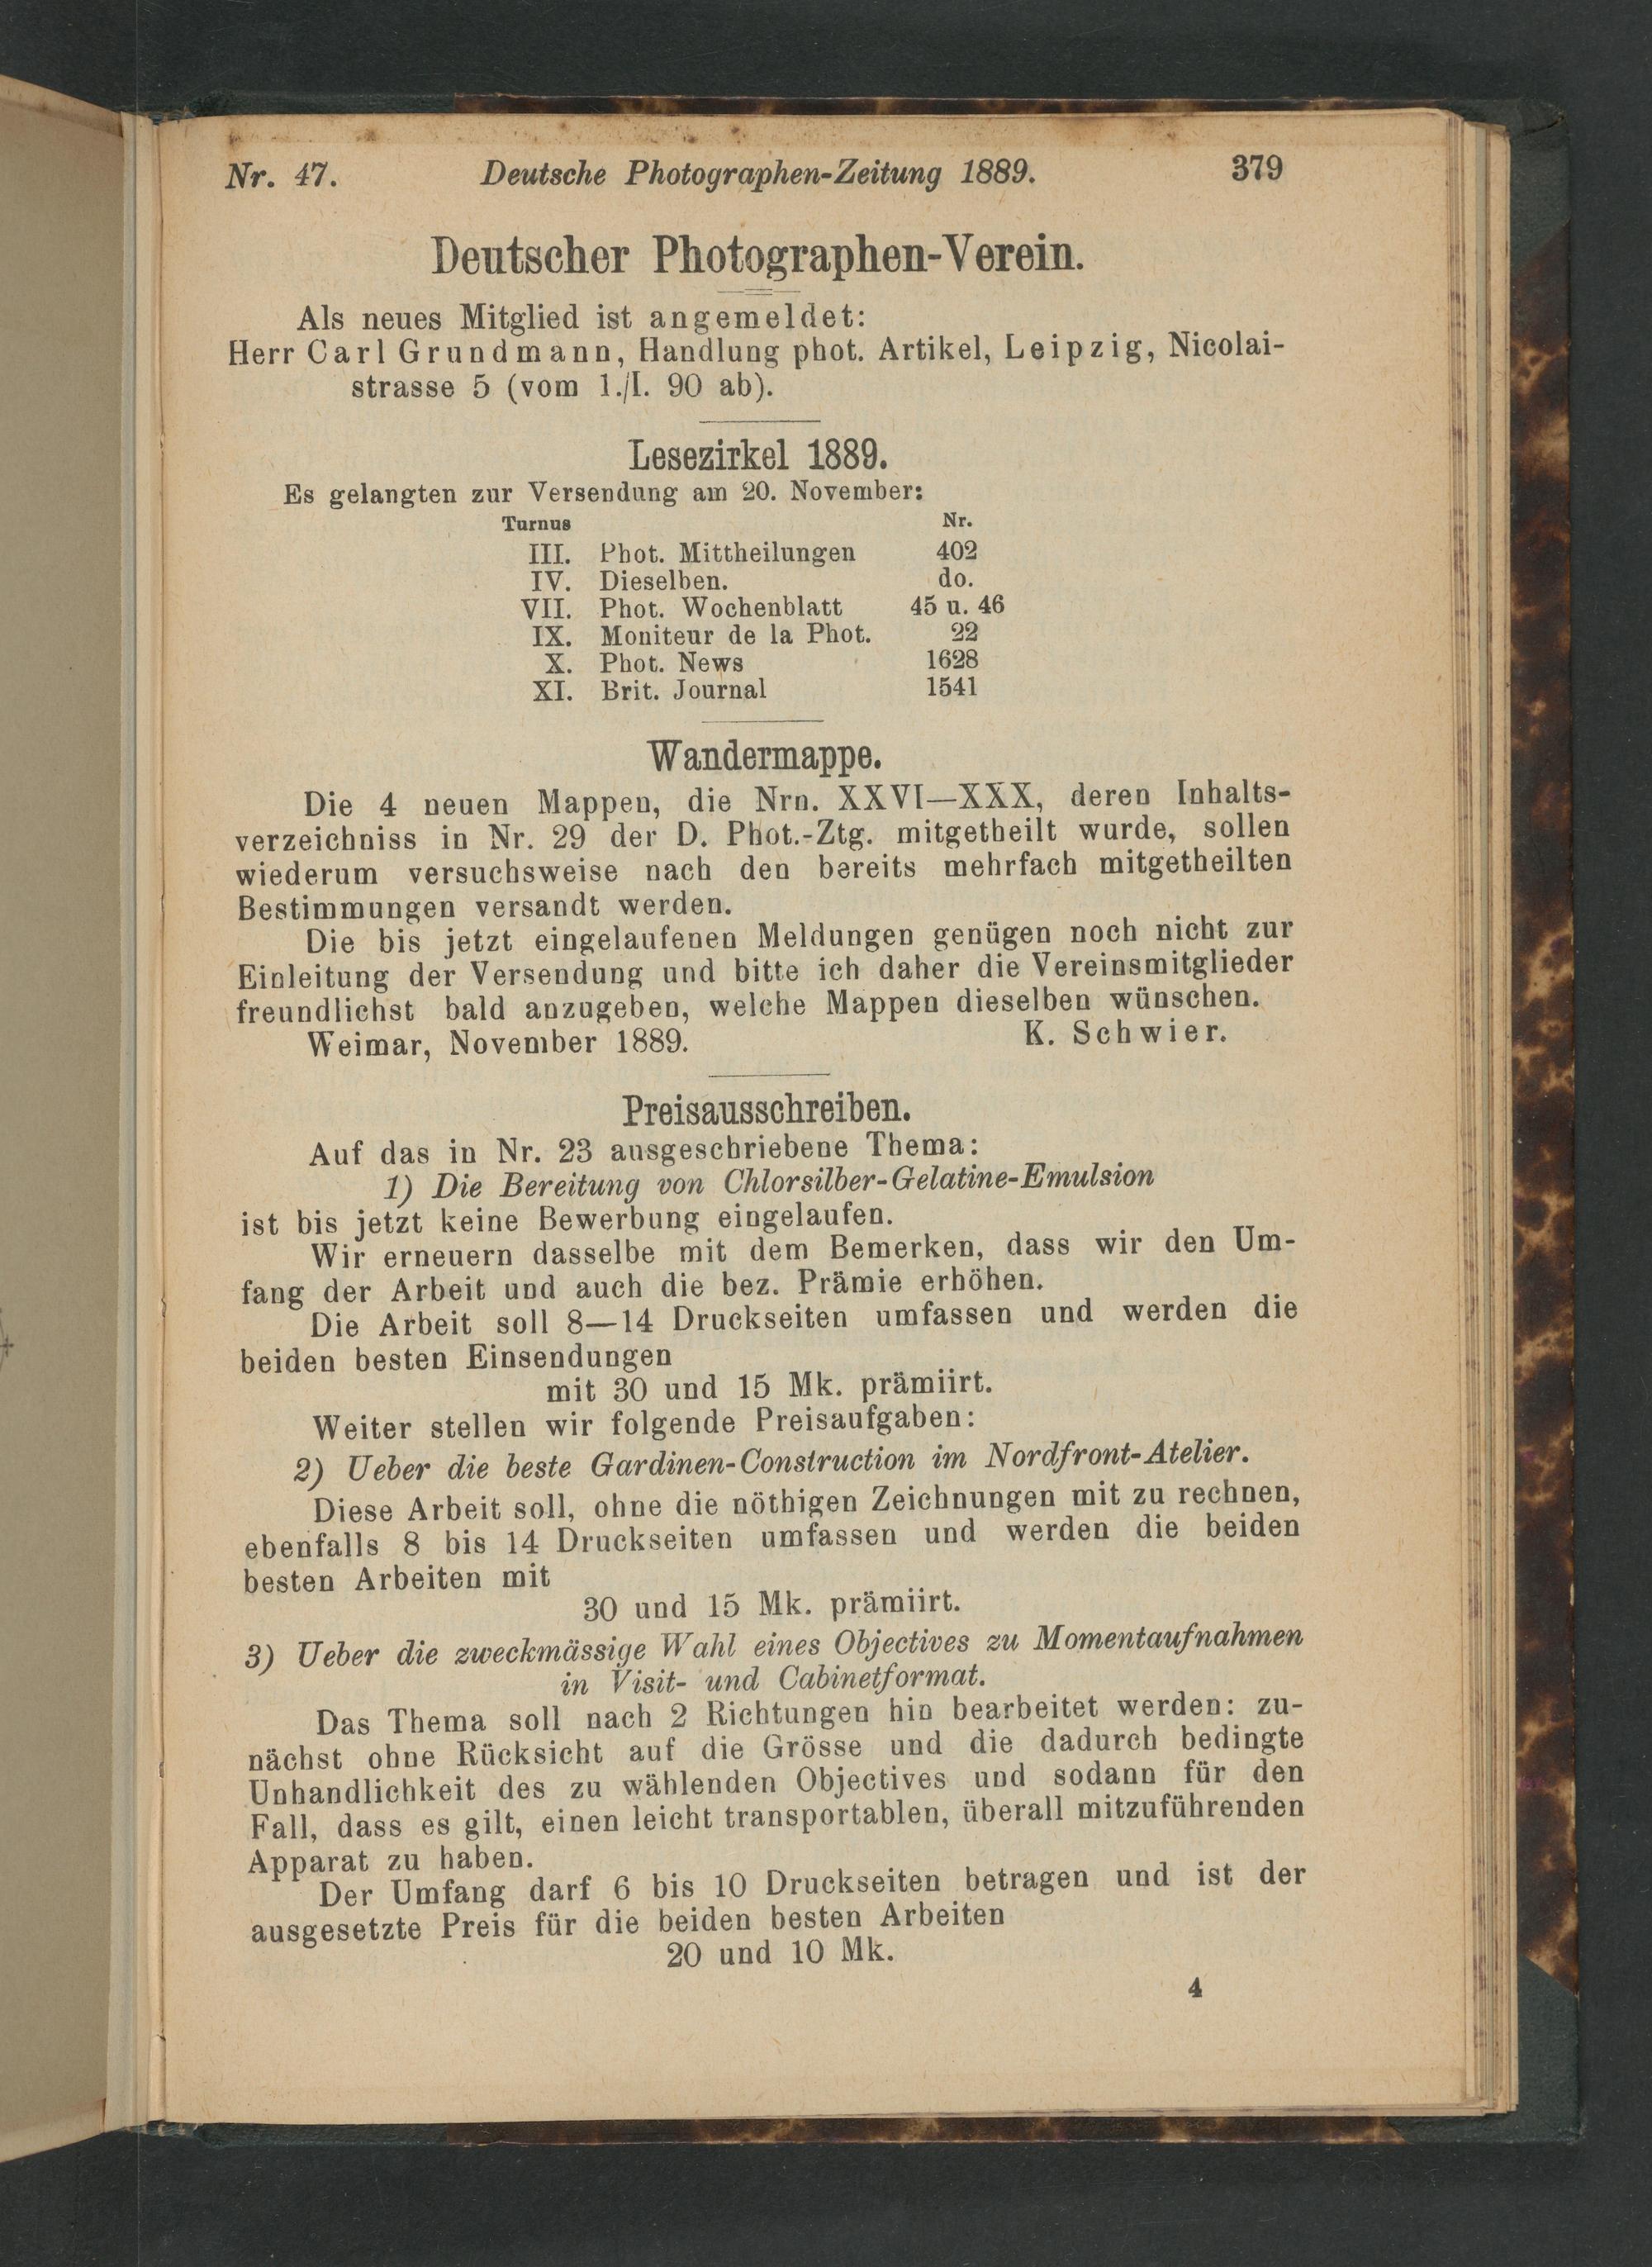 Nr. 47. Deutsche Photographen-Zeitung 1889. 379
Deutscher Photographen-Verein.
Als neues Mitglied ist angemeldet:
Herr Carl Grundmann, Handlung phot. Artikel, Leipzig, Nicolai-
strasse 5 (vom 1./I. 90 ab).
Lesezirkel 1889.
Es gelangten zur Versendung am 20. November:
Turnus Nr.
III. Phot. Mittheilungen 402
IV. Dieselben. do.
VII. Phot. Wochenblatt 45 u. 46
IX. Moniteur de la Phot. 22
X. Phot. News 1628
XI. Brit. Journal 1541
Wandermappe.
Die 4 neuen Mappen, die Nrn. XXVI—XXX, deren Inhalts-
verzeichniss in Nr. 29 der D. Phot.-Ztg. mitgetheilt wurde, sollen
wiederum versuchsweise nach den bereits mehrfach mitgetheilten
Bestimmungen versandt werden.
Die bis jetzt eingelaufenen Meldungen genügen noch nicht zur
Einleitung der Versendung und bitte ich daher die Vereinsmitglieder
freundlichst bald anzugeben, welche Mappen dieselben wünschen.
Weimar, November 1889. K. Schwier.
Preisausschreiben.
Auf das in Nr. 23 ausgeschriebene Thema:
1) Die Bereitung von Chlorsilber-Gelatine-Emulsion
ist bis jetzt keine Bewerbung eingelaufen.
Wir erneuern dasselbe mit dem Bemerken, dass wir den Um-
fang der Arbeit und auch die bez. Prämie erhöhen.
Die Arbeit soll 8—14 Druckseiten umfassen und werden die
beiden besten Einsendungen
mit 30 und 15 Mk. prämiirt.
Weiter stellen wir folgende Preisaufgaben:
2) Ueber die beste Gardinen-Construction im Nordfront-Atelier.
Diese Arbeit soll, ohne die nöthigen Zeichnungen mit zu rechnen,
ebenfalls 8 bis 14 Druckseiten umfassen und werden die beiden
besten Arbeiten mit
30 und 15 Mk. prämiirt.
3) Ueber die zweckmässige Wahl eines Objectives zu Momentaufnahmen
in Visit- und Cabinetformat.
Das Thema soll nach 2 Richtungen hin bearbeitet werden: zu-
nächst ohne Rücksicht auf die Grösse und die dadurch bedingte
Unhandlichkeit des zu wählenden Objectives und sodann für den
Fall, dass es gilt, einen leicht transportablen, überall mitzuführenden
Apparat zu haben.
Der Umfang darf 6 bis 10 Druckseiten betragen und ist der
ausgesetzte Preis für die beiden besten Arbeiten
20 und 10 Mk.
4